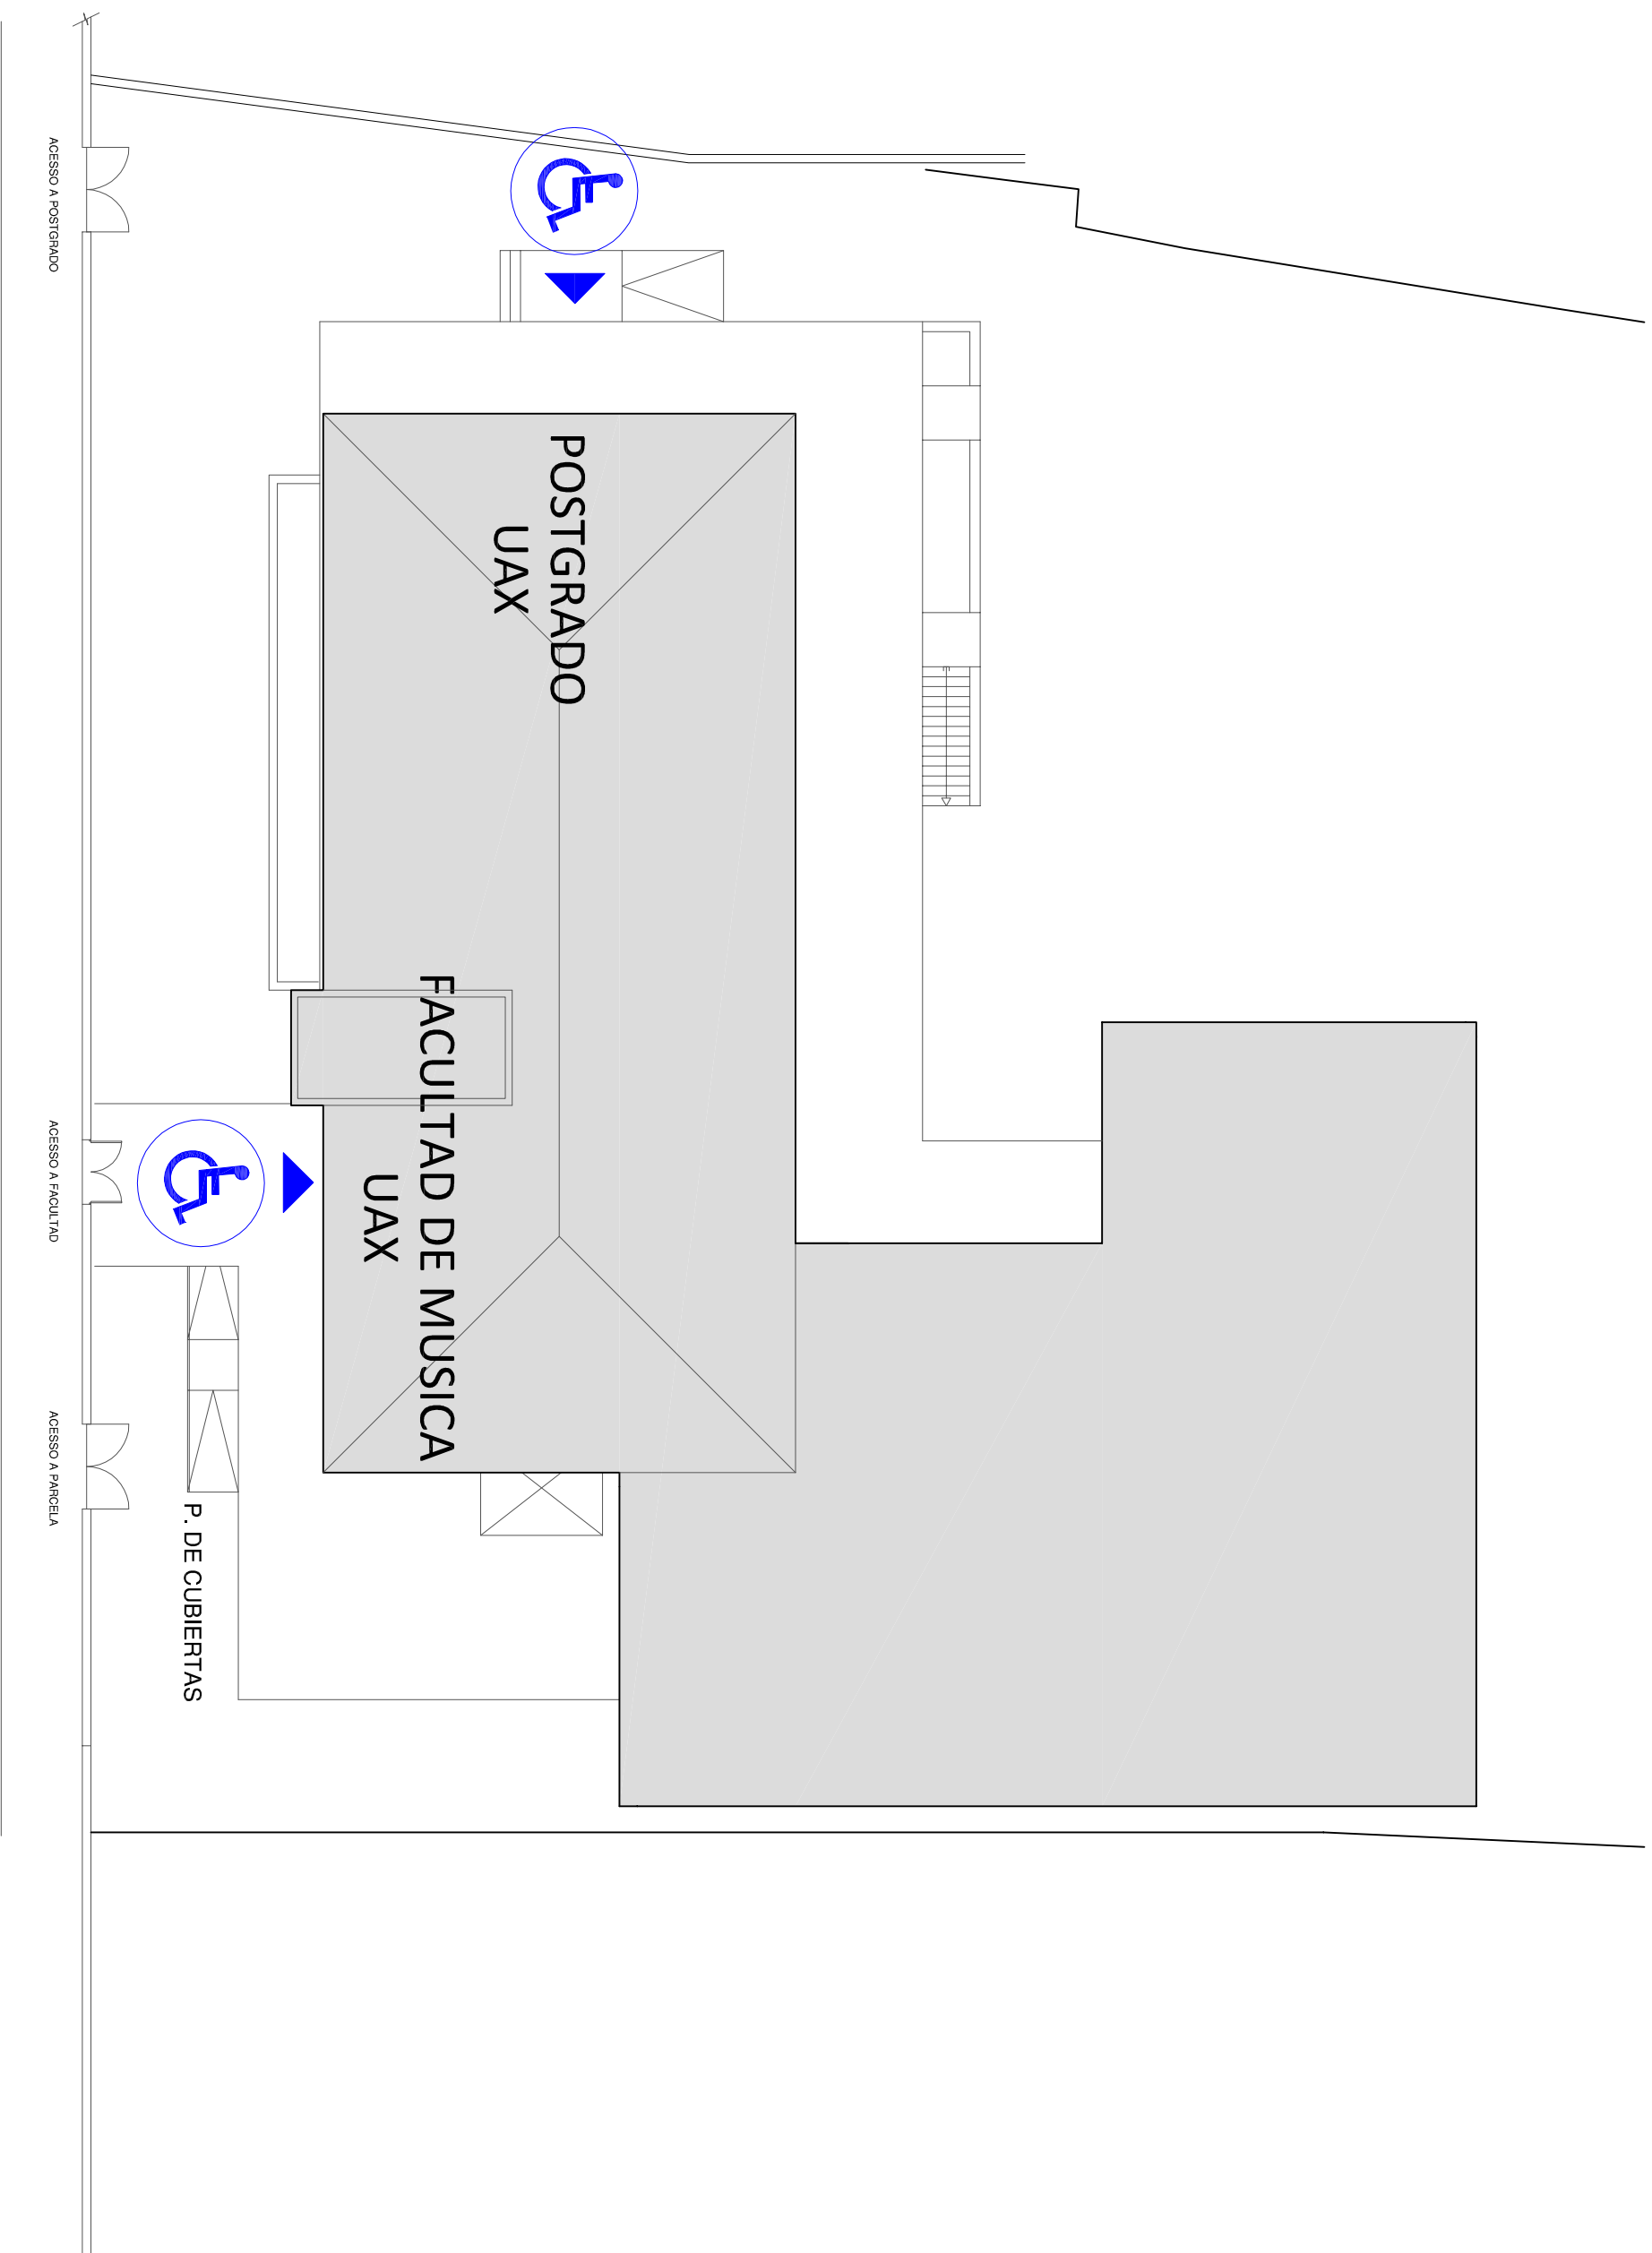 POSTGRADO
UAX
FACULTAD DE MUSICA
UAX
P. DE CUBIERTAS
ACESSO A POSTGRADO
ACESSO A FACULTAD
ACESSO A PARCELA